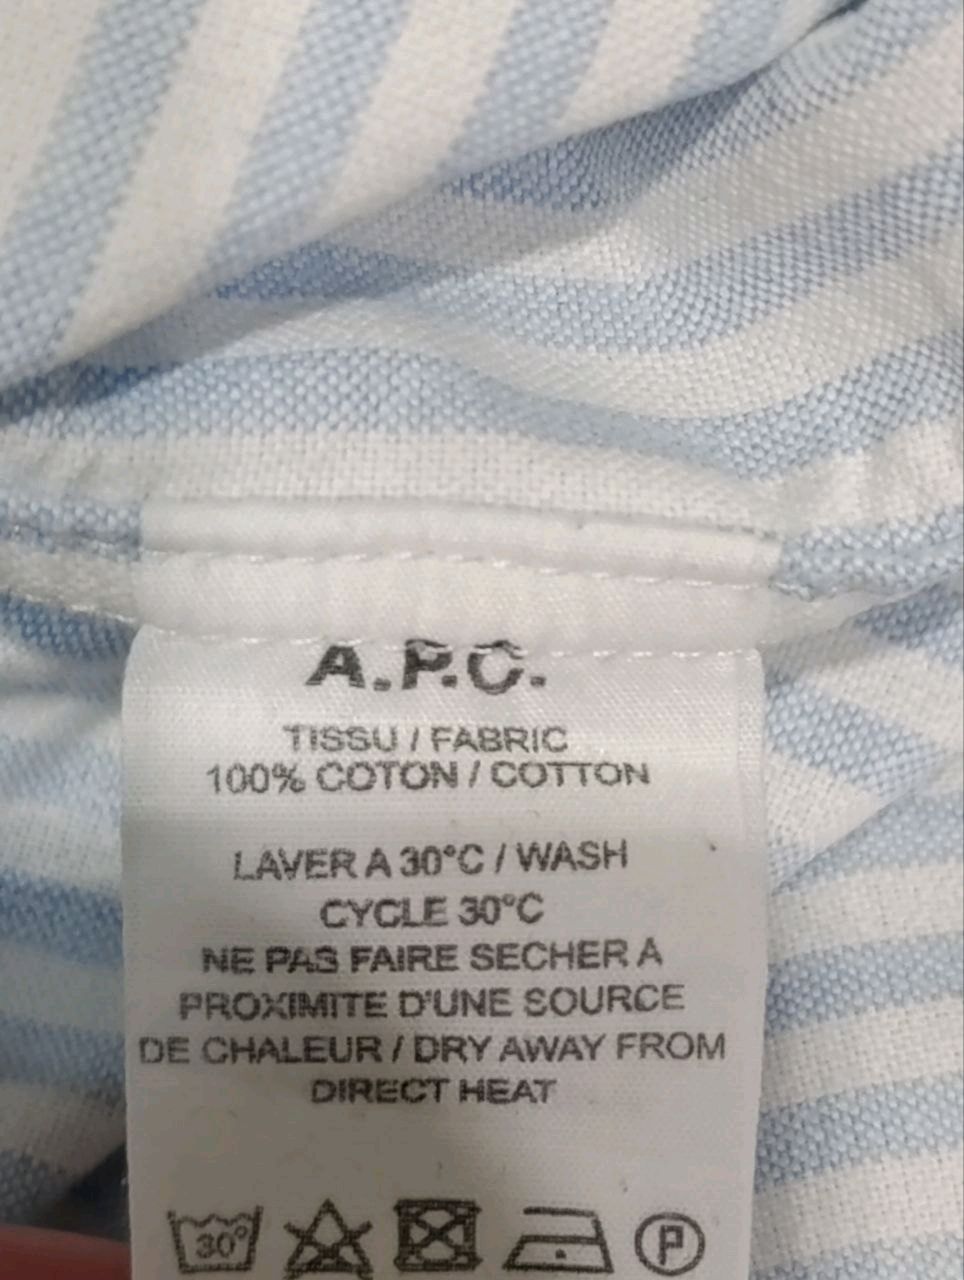 A.P.C.
TISSU / FABRIC
100% COTON / COTTON
LAVER A 30°C / WASH
CYCLE 30°C
NE PAS FAIRE SECHER A
PROXIMITE D'UNE SOURCE
DE CHALEUR / DRY AWAY FROM
DIRECT HEAT
30° P